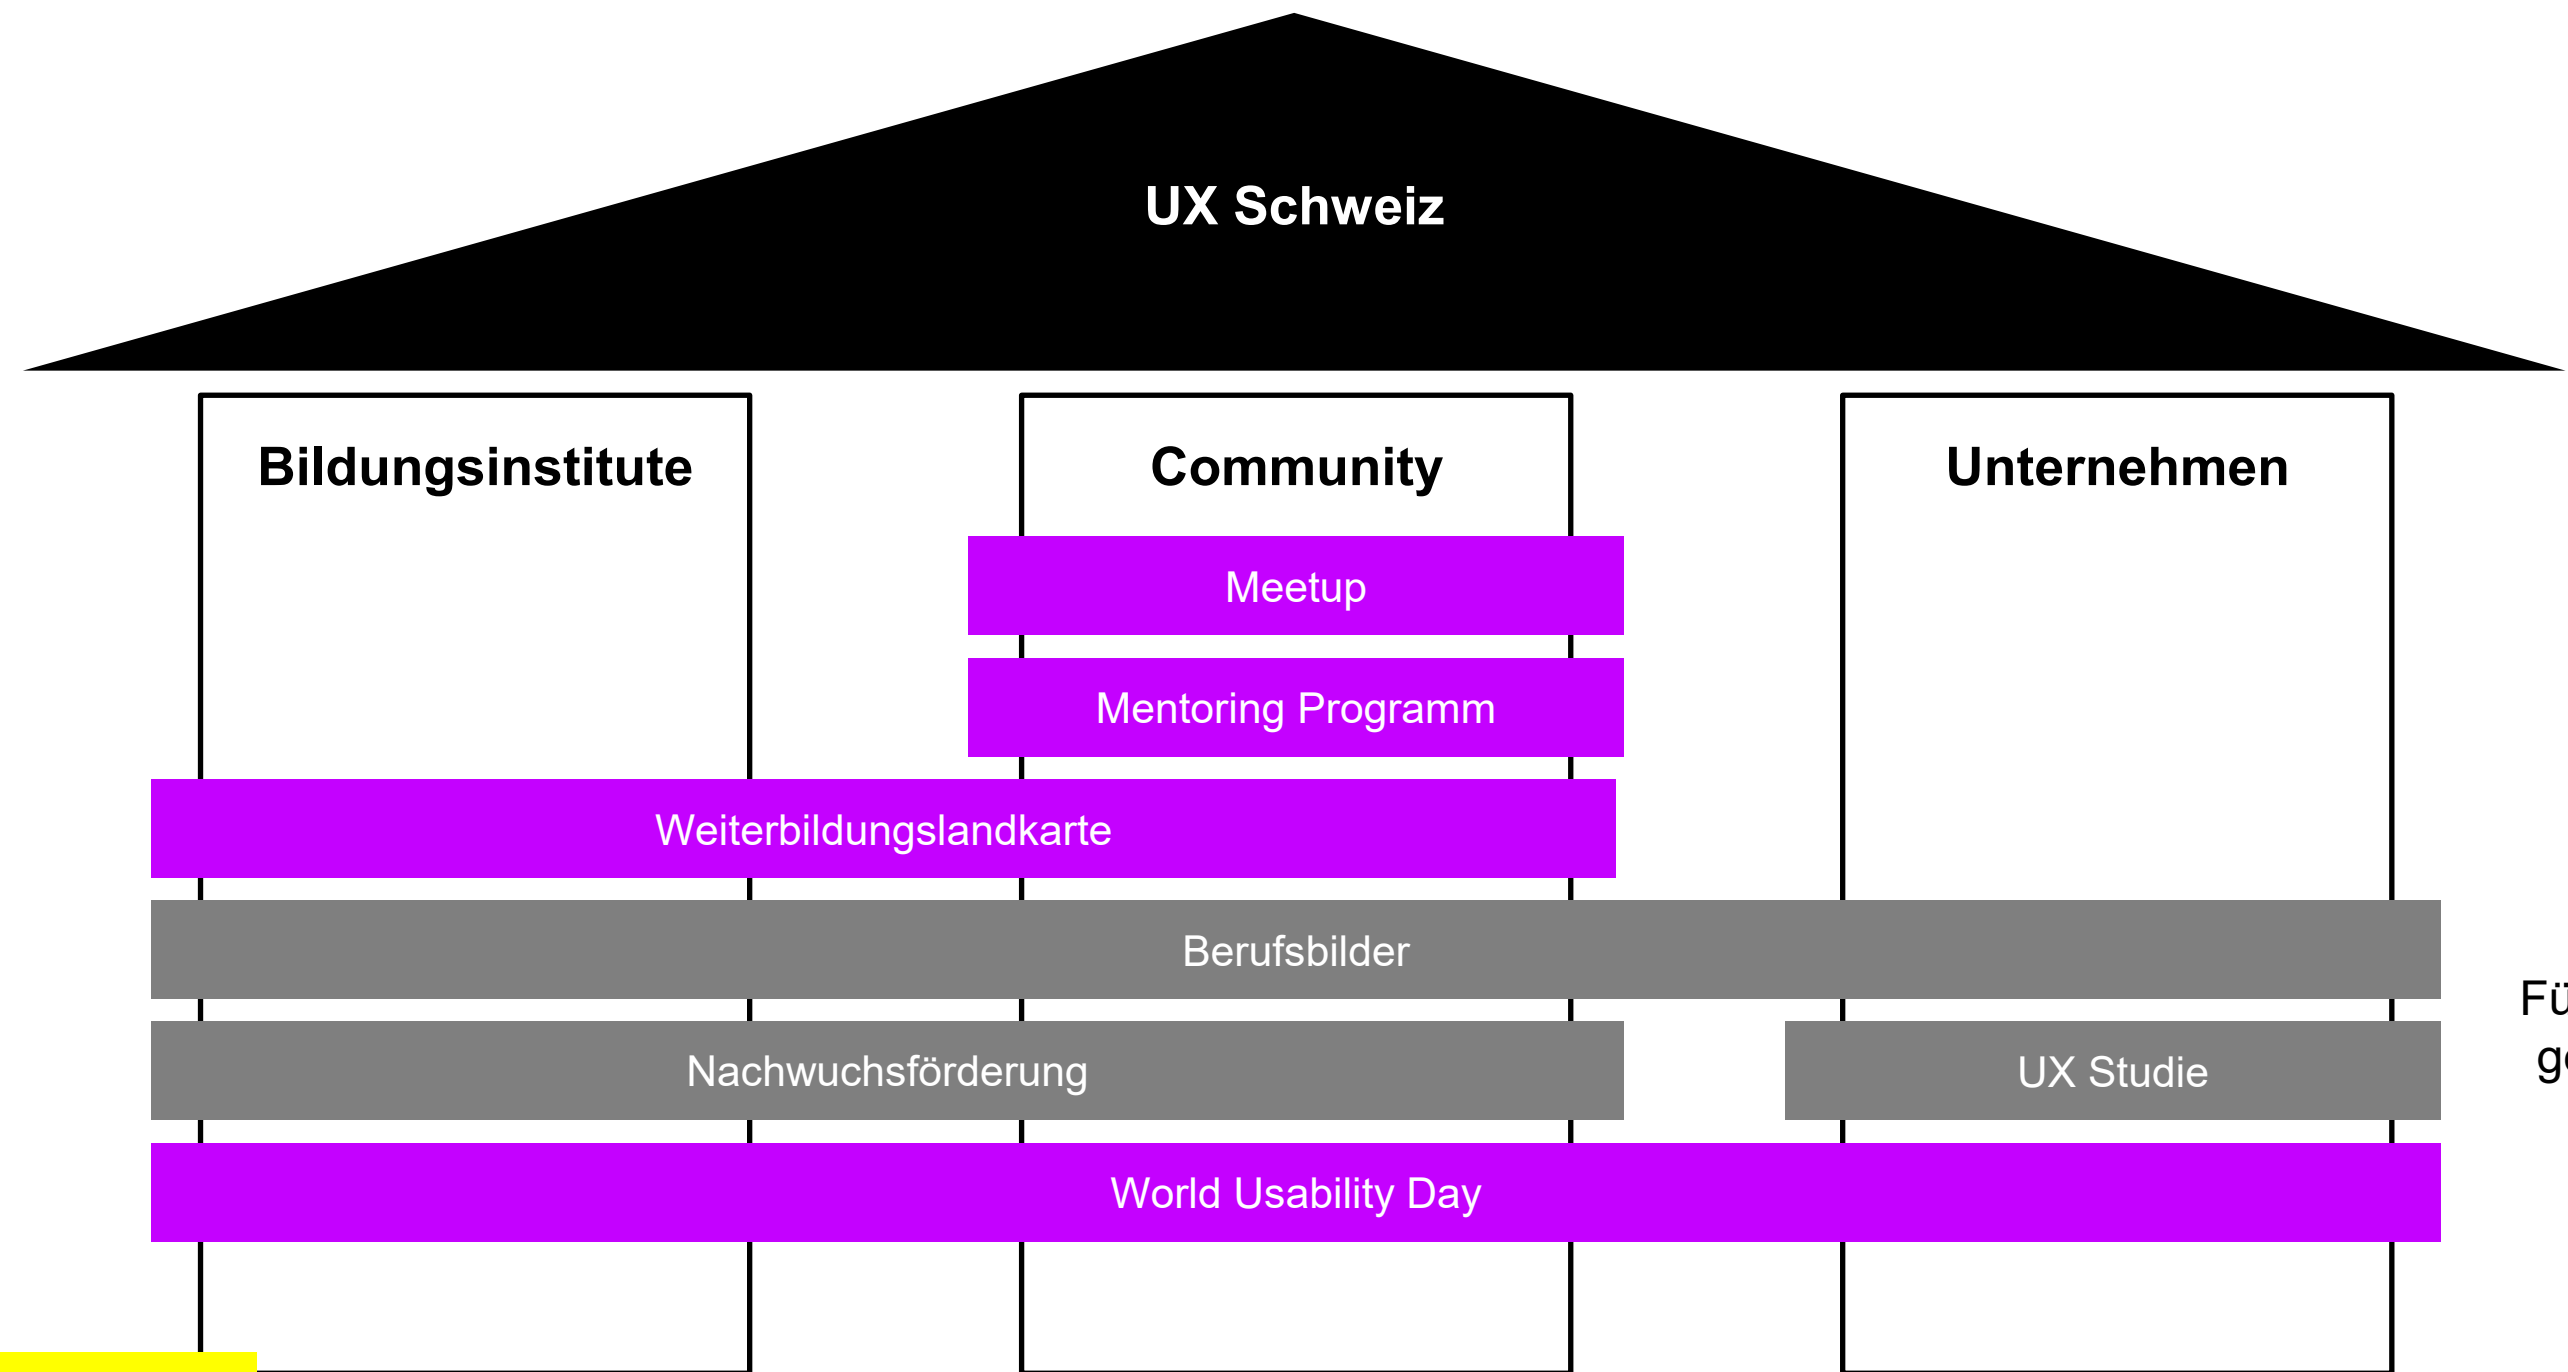 UX Schweiz
Bildungsinstitute
Community
Unternehmen
Meetup
Mentoring Programm
Weiterbildungslandkarte
Berufsbilder
Nachwuchsförderung
UX Studie
World Usability Day